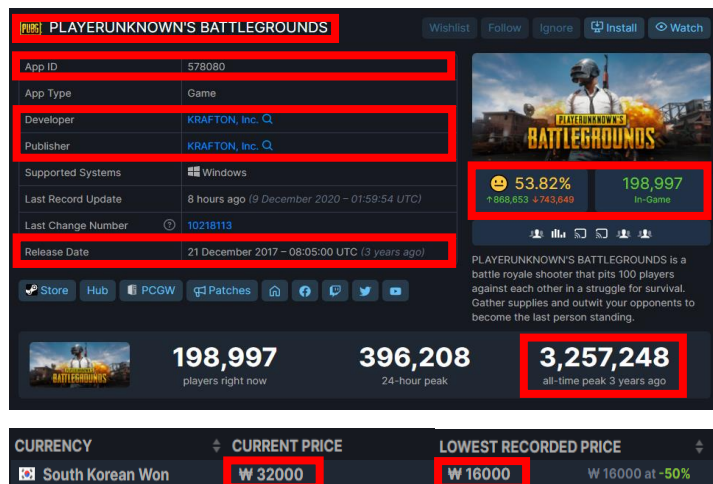 PUBG PLAYERUNKNOWN'S BATTLEGROUNDS
Wishlist Follow Ignore Install Watch
App ID 578080
App Type Game
Developer KRAFTON, Inc.
Publisher KRAFTON, Inc.
Supported Systems Windows
Last Record Update 8 hours ago (9 December 2020 – 01:59:54 UTC)
Last Change Number ? 10218113
Release Date 21 December 2017 – 08:05:00 UTC (3 years ago)
Store Hub PCGW Patches
PLAYERUNKNOWN'S
BATTLEGROUNDS
53.82% 198,997
↑868,653 ↓743,649 In-Game
PLAYERUNKNOWN'S BATTLEGROUNDS is a
battle royale shooter that pits 100 players
against each other in a struggle for survival.
Gather supplies and outwit your opponents to
become the last person standing.
BATTLEGROUNDS
198,997 396,208 3,257,248
players right now 24-hour peak all-time peak 3 years ago
CURRENCY CURRENT PRICE LOWEST RECORDED PRICE
South Korean Won ₩ 32000 ₩ 16000 ₩ 16000 at -50%